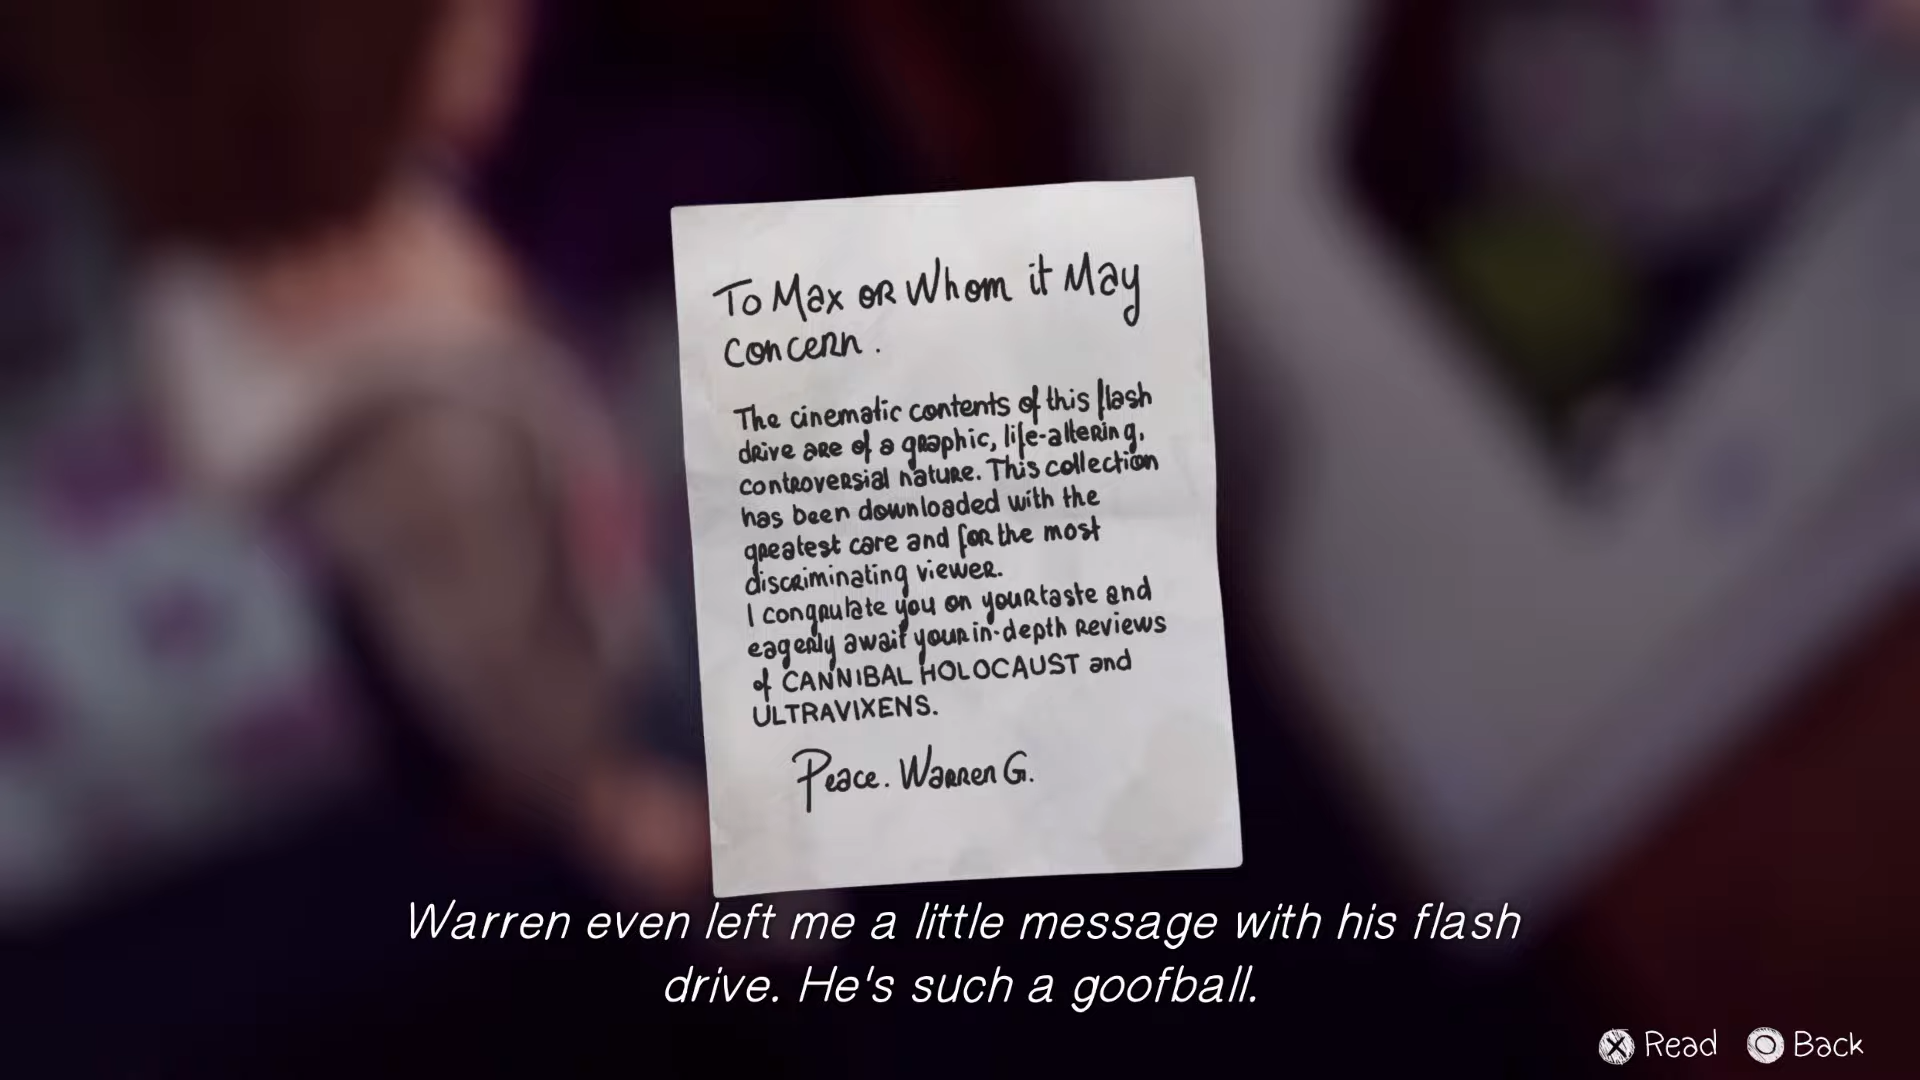 To Max or Whom it May
Concern.
The cinematic contents of this flash
drive are of a graphic, life-altering,
controversial nature. This collection
has been downloaded with the
greatest care and for the most
discriminating viewer.
I congrulate you on your taste and
eagerly await your in-depth reviews
of CANNIBAL HOLOCAUST and
ULTRAVIXENS.
Peace. Warren G.
Warren even left me a little message with his flash
drive. He's such a goofball.
Read Back